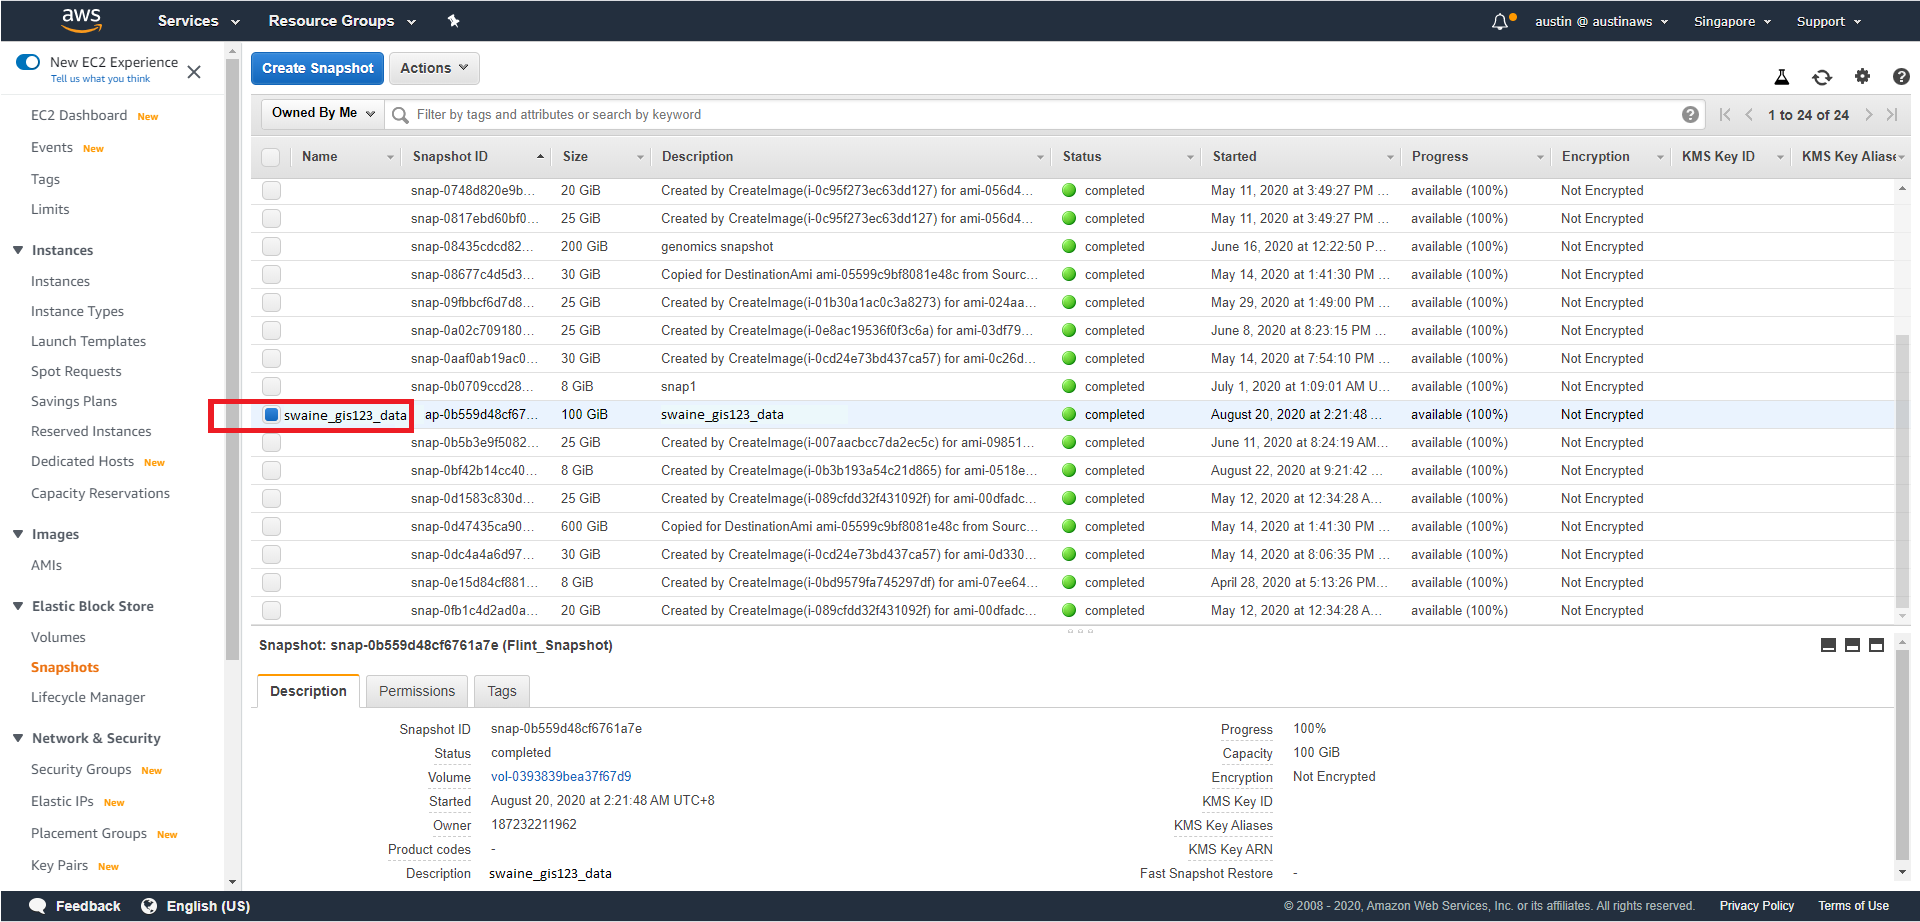 aws Services Resource Groups austin @ austinaws Singapore Support
New EC2 Experience
Tell us what you think
EC2 Dashboard New
Events New
Tags
Limits
Instances
Instances
Instance Types
Launch Templates
Spot Requests
Savings Plans
Reserved Instances
Dedicated Hosts New
Capacity Reservations
Images
AMIs
Elastic Block Store
Volumes
Snapshots
Lifecycle Manager
Network & Security
Security Groups New
Elastic IPs New
Placement Groups New
Key Pairs New
Create Snapshot Actions
Owned By Me Filter by tags and attributes or search by keyword 1 to 24 of 24
Name Snapshot ID Size Description Status Started Progress Encryption KMS Key ID KMS Key Aliase
snap-0748d820e9b... 20 GiB Created by CreateImage(i-0c95f273ec63dd127) for ami-056d4... completed May 11, 2020 at 3:49:27 PM ... available (100%) Not Encrypted
snap-0817ebd60bf0... 25 GiB Created by CreateImage(i-0c95f273ec63dd127) for ami-056d4... completed May 11, 2020 at 3:49:27 PM ... available (100%) Not Encrypted
snap-08435cdcd82... 200 GiB genomics snapshot completed June 16, 2020 at 12:22:50 P... available (100%) Not Encrypted
snap-08677c4d5d3... 30 GiB Copied for DestinationAmi ami-05599c9bf8081e48c from Sourc... completed May 14, 2020 at 1:41:30 PM ... available (100%) Not Encrypted
snap-09fbbcf6d7d8... 25 GiB Created by CreateImage(i-01b30a1ac0c3a8273) for ami-024aa... completed May 29, 2020 at 1:49:00 PM ... available (100%) Not Encrypted
snap-0a02c709180... 25 GiB Created by CreateImage(i-0e8ac19536f0f3c6a) for ami-03df79... completed June 8, 2020 at 8:23:15 PM ... available (100%) Not Encrypted
snap-0aaf0ab19ac0... 30 GiB Created by CreateImage(i-0cd24e73bd437ca57) for ami-0c26d... completed May 14, 2020 at 7:54:10 PM ... available (100%) Not Encrypted
snap-0b0709ccd28... 8 GiB snap1 completed July 1, 2020 at 1:09:01 AM U... available (100%) Not Encrypted
swaine_gis123_data ap-0b559d48cf67... 100 GiB swaine_gis123_data completed August 20, 2020 at 2:21:48 ... available (100%) Not Encrypted
snap-0b5b3e9f5082... 25 GiB Created by CreateImage(i-007aacbcc7da2ec5c) for ami-09851... completed June 11, 2020 at 8:24:19 AM... available (100%) Not Encrypted
snap-0bf42b14cc40... 8 GiB Created by CreateImage(i-0b3b193a54c21d865) for ami-0518e... completed August 22, 2020 at 9:21:42 ... available (100%) Not Encrypted
snap-0d1583c830d... 25 GiB Created by CreateImage(i-089cfdd32f431092f) for ami-00dfadc... completed May 12, 2020 at 12:34:28 A... available (100%) Not Encrypted
snap-0d47435ca90... 600 GiB Copied for DestinationAmi ami-05599c9bf8081e48c from Sourc... completed May 14, 2020 at 1:41:30 PM ... available (100%) Not Encrypted
snap-0dc4a4a6d97... 30 GiB Created by CreateImage(i-0cd24e73bd437ca57) for ami-0d330... completed May 14, 2020 at 8:06:35 PM ... available (100%) Not Encrypted
snap-0e15d84cf881... 8 GiB Created by CreateImage(i-0bd9579fa745297df) for ami-07ee64... completed April 28, 2020 at 5:13:26 PM... available (100%) Not Encrypted
snap-0fb1c4d2ad0a... 20 GiB Created by CreateImage(i-089cfdd32f431092f) for ami-00dfadc... completed May 12, 2020 at 12:34:28 A... available (100%) Not Encrypted
Snapshot: snap-0b559d48cf6761a7e (Flint_Snapshot)
Description Permissions Tags
Snapshot ID snap-0b559d48cf6761a7e Progress 100%
Status completed Capacity 100 GiB
Volume vol-0393839bea37f67d9 Encryption Not Encrypted
Started August 20, 2020 at 2:21:48 AM UTC+8 KMS Key ID
Owner 187232211962 KMS Key Aliases
Product codes - KMS Key ARN
Description swaine_gis123_data Fast Snapshot Restore -
Feedback English (US) © 2008 - 2020, Amazon Web Services, Inc. or its affiliates. All rights reserved. Privacy Policy Terms of Use